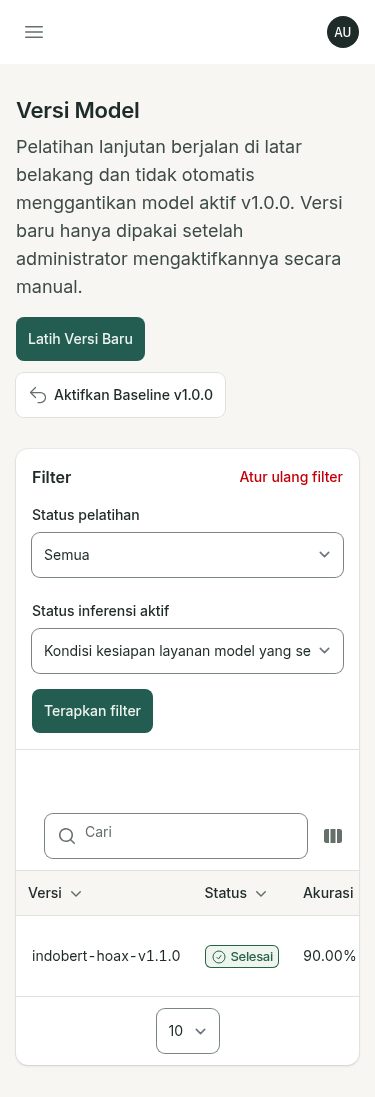 AU
Versi Model
Pelatihan lanjutan berjalan di latar
belakang dan tidak otomatis
menggantikan model aktif v1.0.0. Versi
baru hanya dipakai setelah
administrator mengaktifkannya secara
manual.
Latih Versi Baru
Aktifkan Baseline v1.0.0
Filter Atur ulang filter
Status pelatihan
Semua
Status inferensi aktif
Kondisi kesiapan layanan model yang se
Terapkan filter
Cari
Versi Status Akurasi
indobert-hoax-v1.1.0 Selesai 90.00%
10